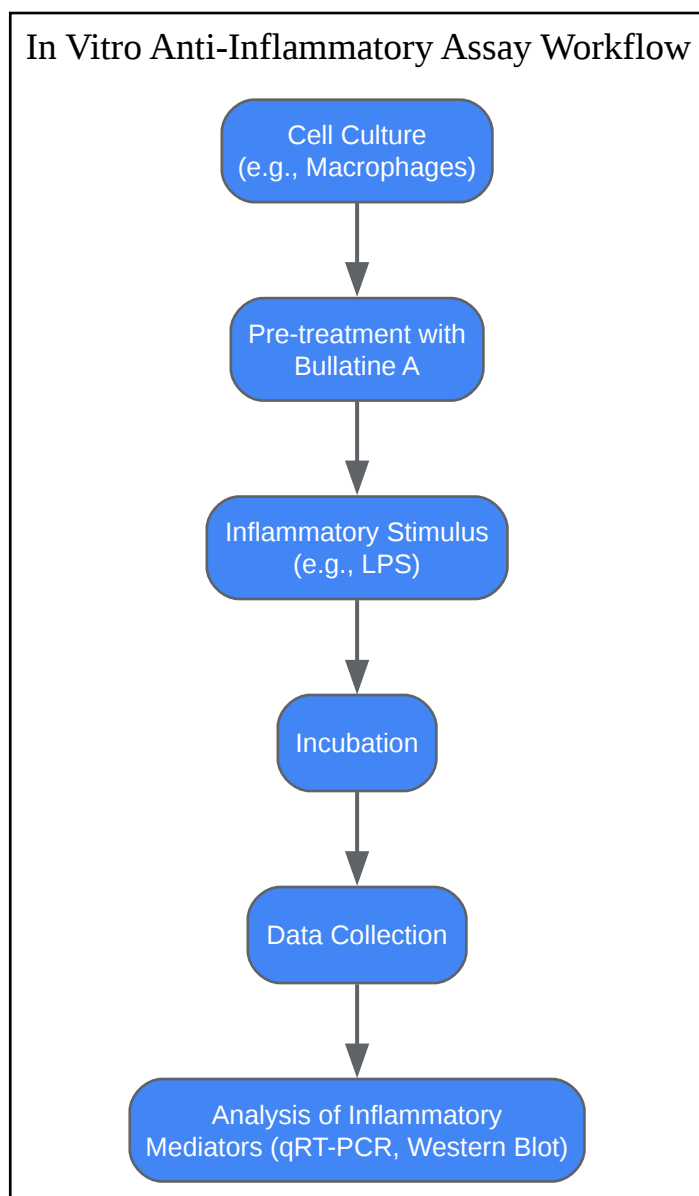 In Vitro Anti-Inflammatory Assay Workflow
Cell Culture
(e.g., Macrophages)
Pre-treatment with
Bullatine A
Inflammatory Stimulus
(e.g., LPS)
Incubation
Data Collection
Analysis of Inflammatory
Mediators (qRT-PCR, Western Blot)